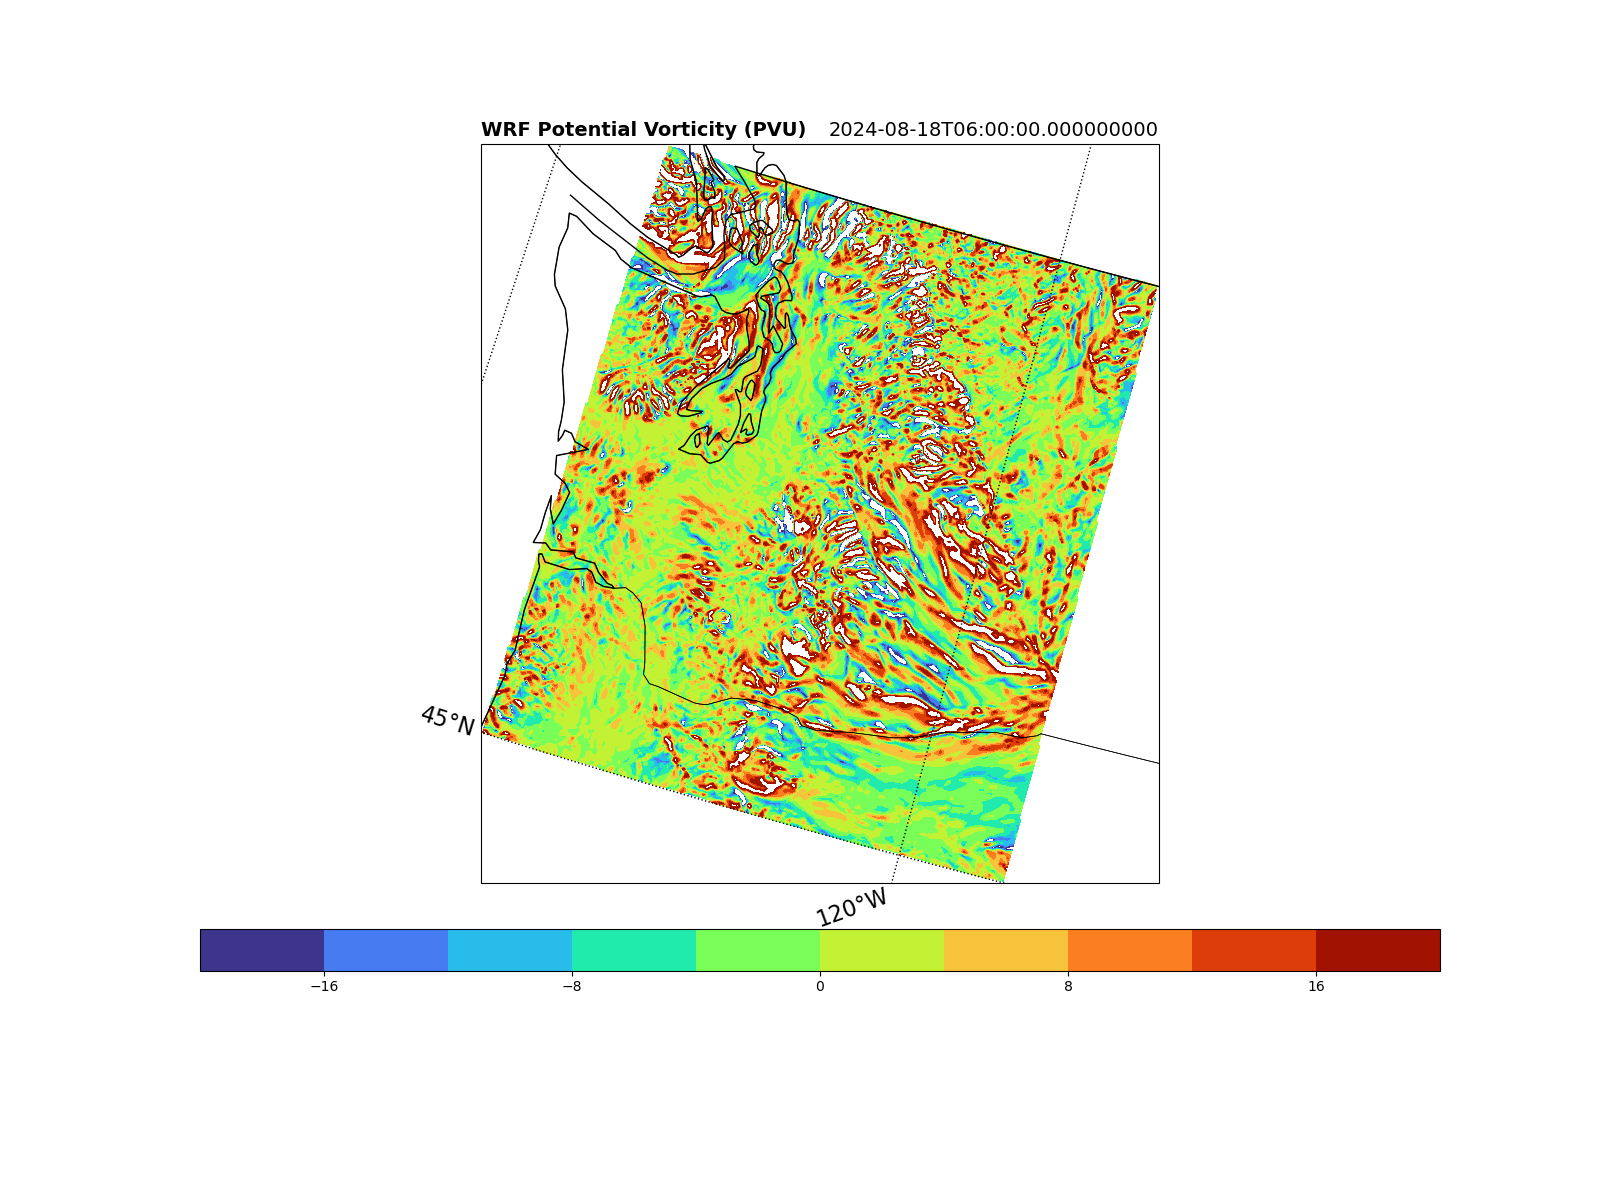 WRF Potential Vorticity (PVU) 2024-08-18T06:00:00.000000000
45°N
120°W
−16 −8 0 8 16